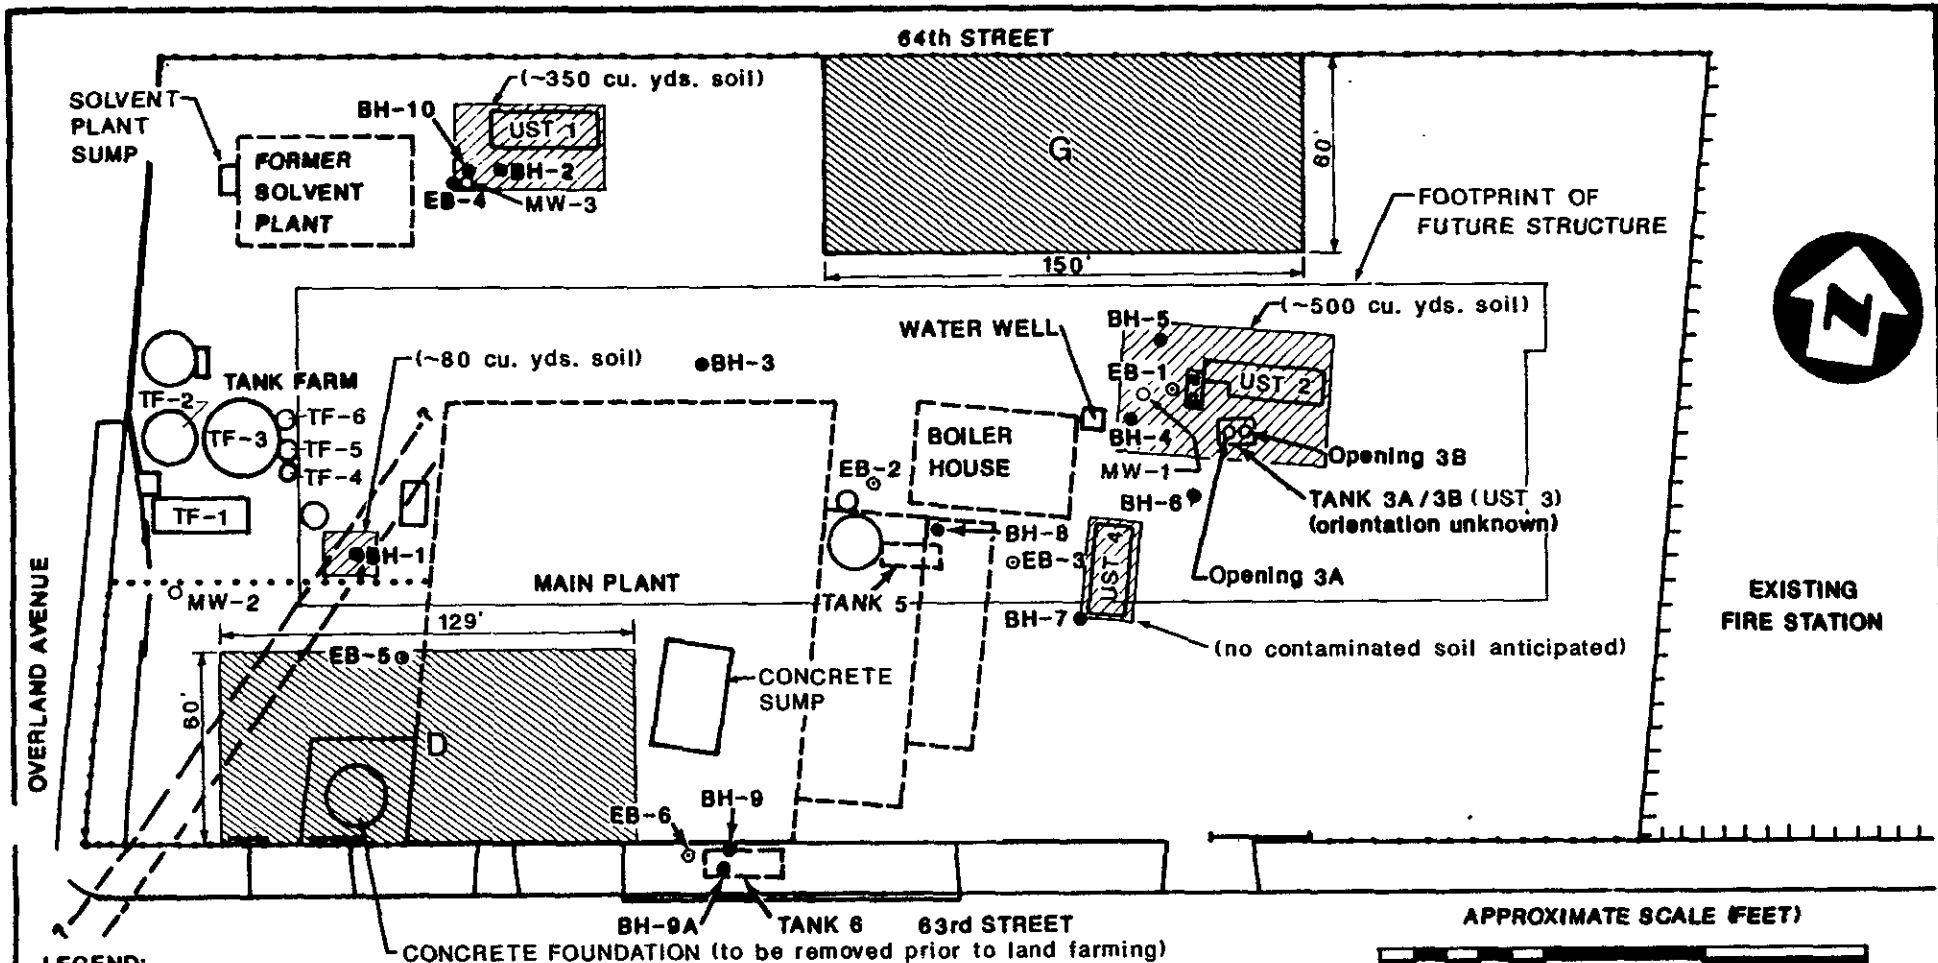 64th STREET
(~350 cu. yds. soil)
SOLVENT
PLANT
SUMP
BH-10
UST 1
FORMER
SOLVENT
PLANT
BH-2
EB-4
MW-3
G
60'
150'
FOOTPRINT OF
FUTURE STRUCTURE
N
(~500 cu. yds. soil)
WATER WELL
BH-5
(~80 cu. yds. soil)
BH-3
TANK FARM
EB-1
UST 2
TF-2
TF-6
TF-3
TF-5
TF-4
?
BOILER
HOUSE
BH-4
Opening 3B
MW-1
EB-2
TANK 3A/3B (UST 3)
(orientation unknown)
BH-6
TF-1
BH-8
BH-1
EB-3
UST 4
Opening 3A
MAIN PLANT
MW-2
TANK 5
BH-7
EXISTING
FIRE STATION
129'
(no contaminated soil anticipated)
EB-5
OVERLAND AVENUE
CONCRETE
SUMP
60'
D
EB-6
BH-9
BH-9A
TANK 6
63rd STREET
APPROXIMATE SCALE (FEET)
?
CONCRETE FOUNDATION (to be removed prior to land farming)
LEGEND: